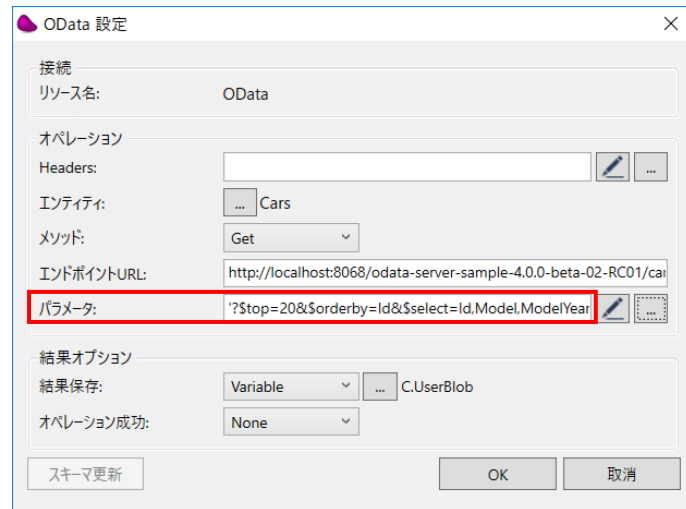 OData 設定
接続
リソース名: OData
オペレーション
Headers:
...
エンティティ: ... Cars
メソッド: Get
エンドポイントURL: http://localhost:8068/odata-server-sample-4.0.0-beta-02-RC01/car
パラメータ: '?$top=20&$orderby=Id&$select=Id,Model,ModelYear ...
結果オプション
結果保存: Variable ... C.UserBlob
オペレーション成功: None
スキーマ更新 OK 取消